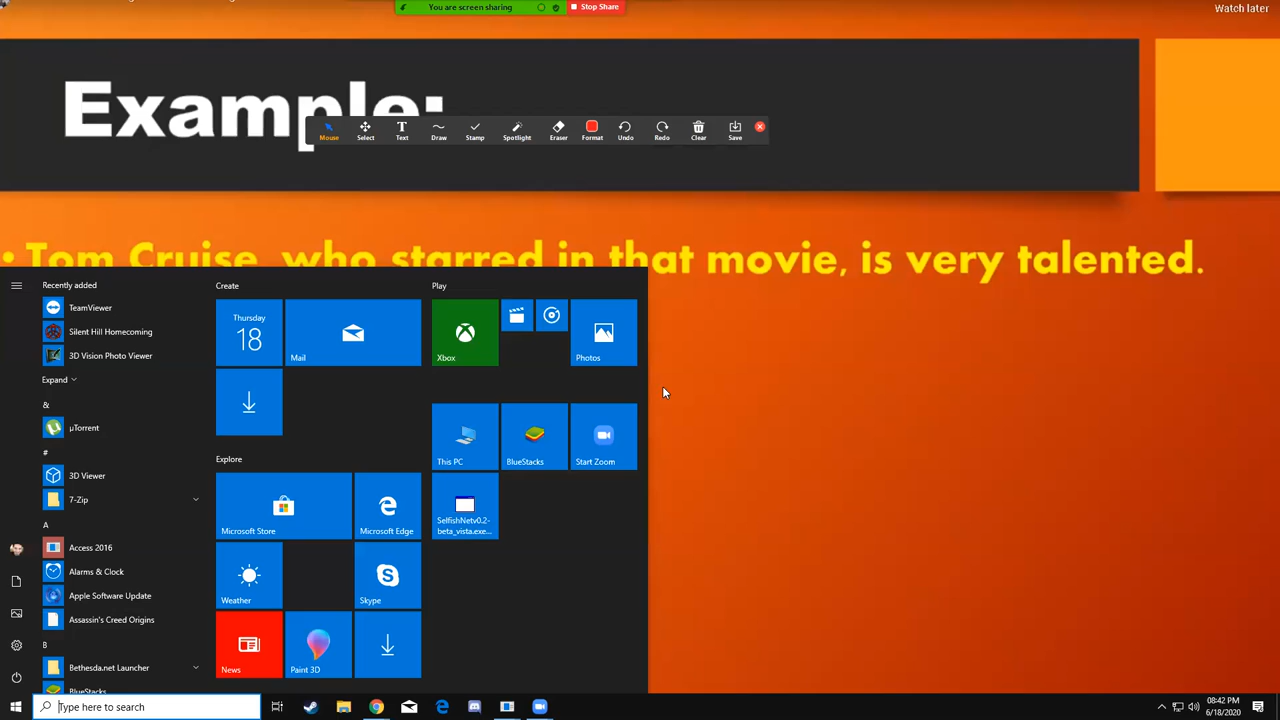 You are screen sharing
Stop Share
Watch later
Example:
Mouse
Select
Text
Draw
Stamp
Spotlight
Eraser
Format
Undo
Redo
Clear
Save
• Tom Cruise, who starred in that movie, is very talented.
Recently added
TeamViewer
Silent Hill Homecoming
3D Vision Photo Viewer
Expand
&
µTorrent
#
3D Viewer
7-Zip
A
Access 2016
Alarms & Clock
Apple Software Update
Assassin's Creed Origins
B
Bethesda.net Launcher
BlueStacks
Create
Thursday
18
Mail
Explore
Microsoft Store
Microsoft Edge
Weather
Skype
News
Paint 3D
Play
Xbox
Photos
This PC
BlueStacks
Start Zoom
SelfishNetv0.2-
beta_vista.exe...
Type here to search
08:42 PM
6/18/2020